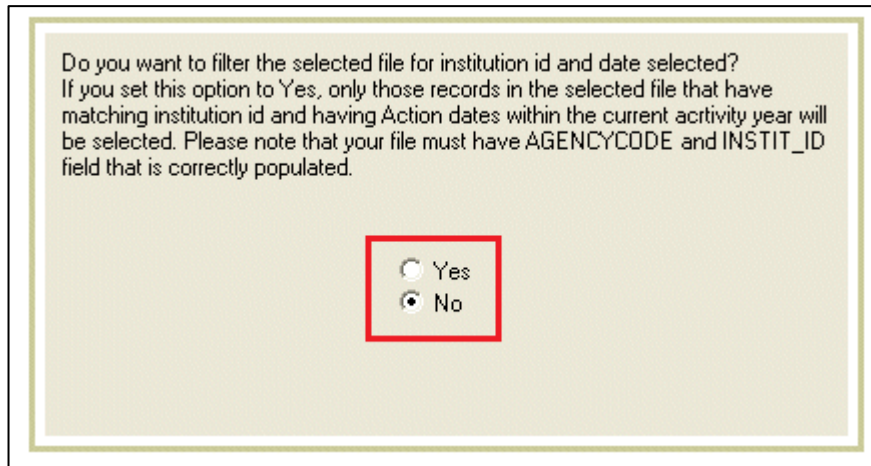 Do you want to filter the selected file for institution id and date selected?
If you set this option to Yes, only those records in the selected file that have
matching institution id and having Action dates within the current acrtivity year will
be selected. Please note that your file must have AGENCYCODE and INSTIT_ID
field that is correctly populated.
Yes
No